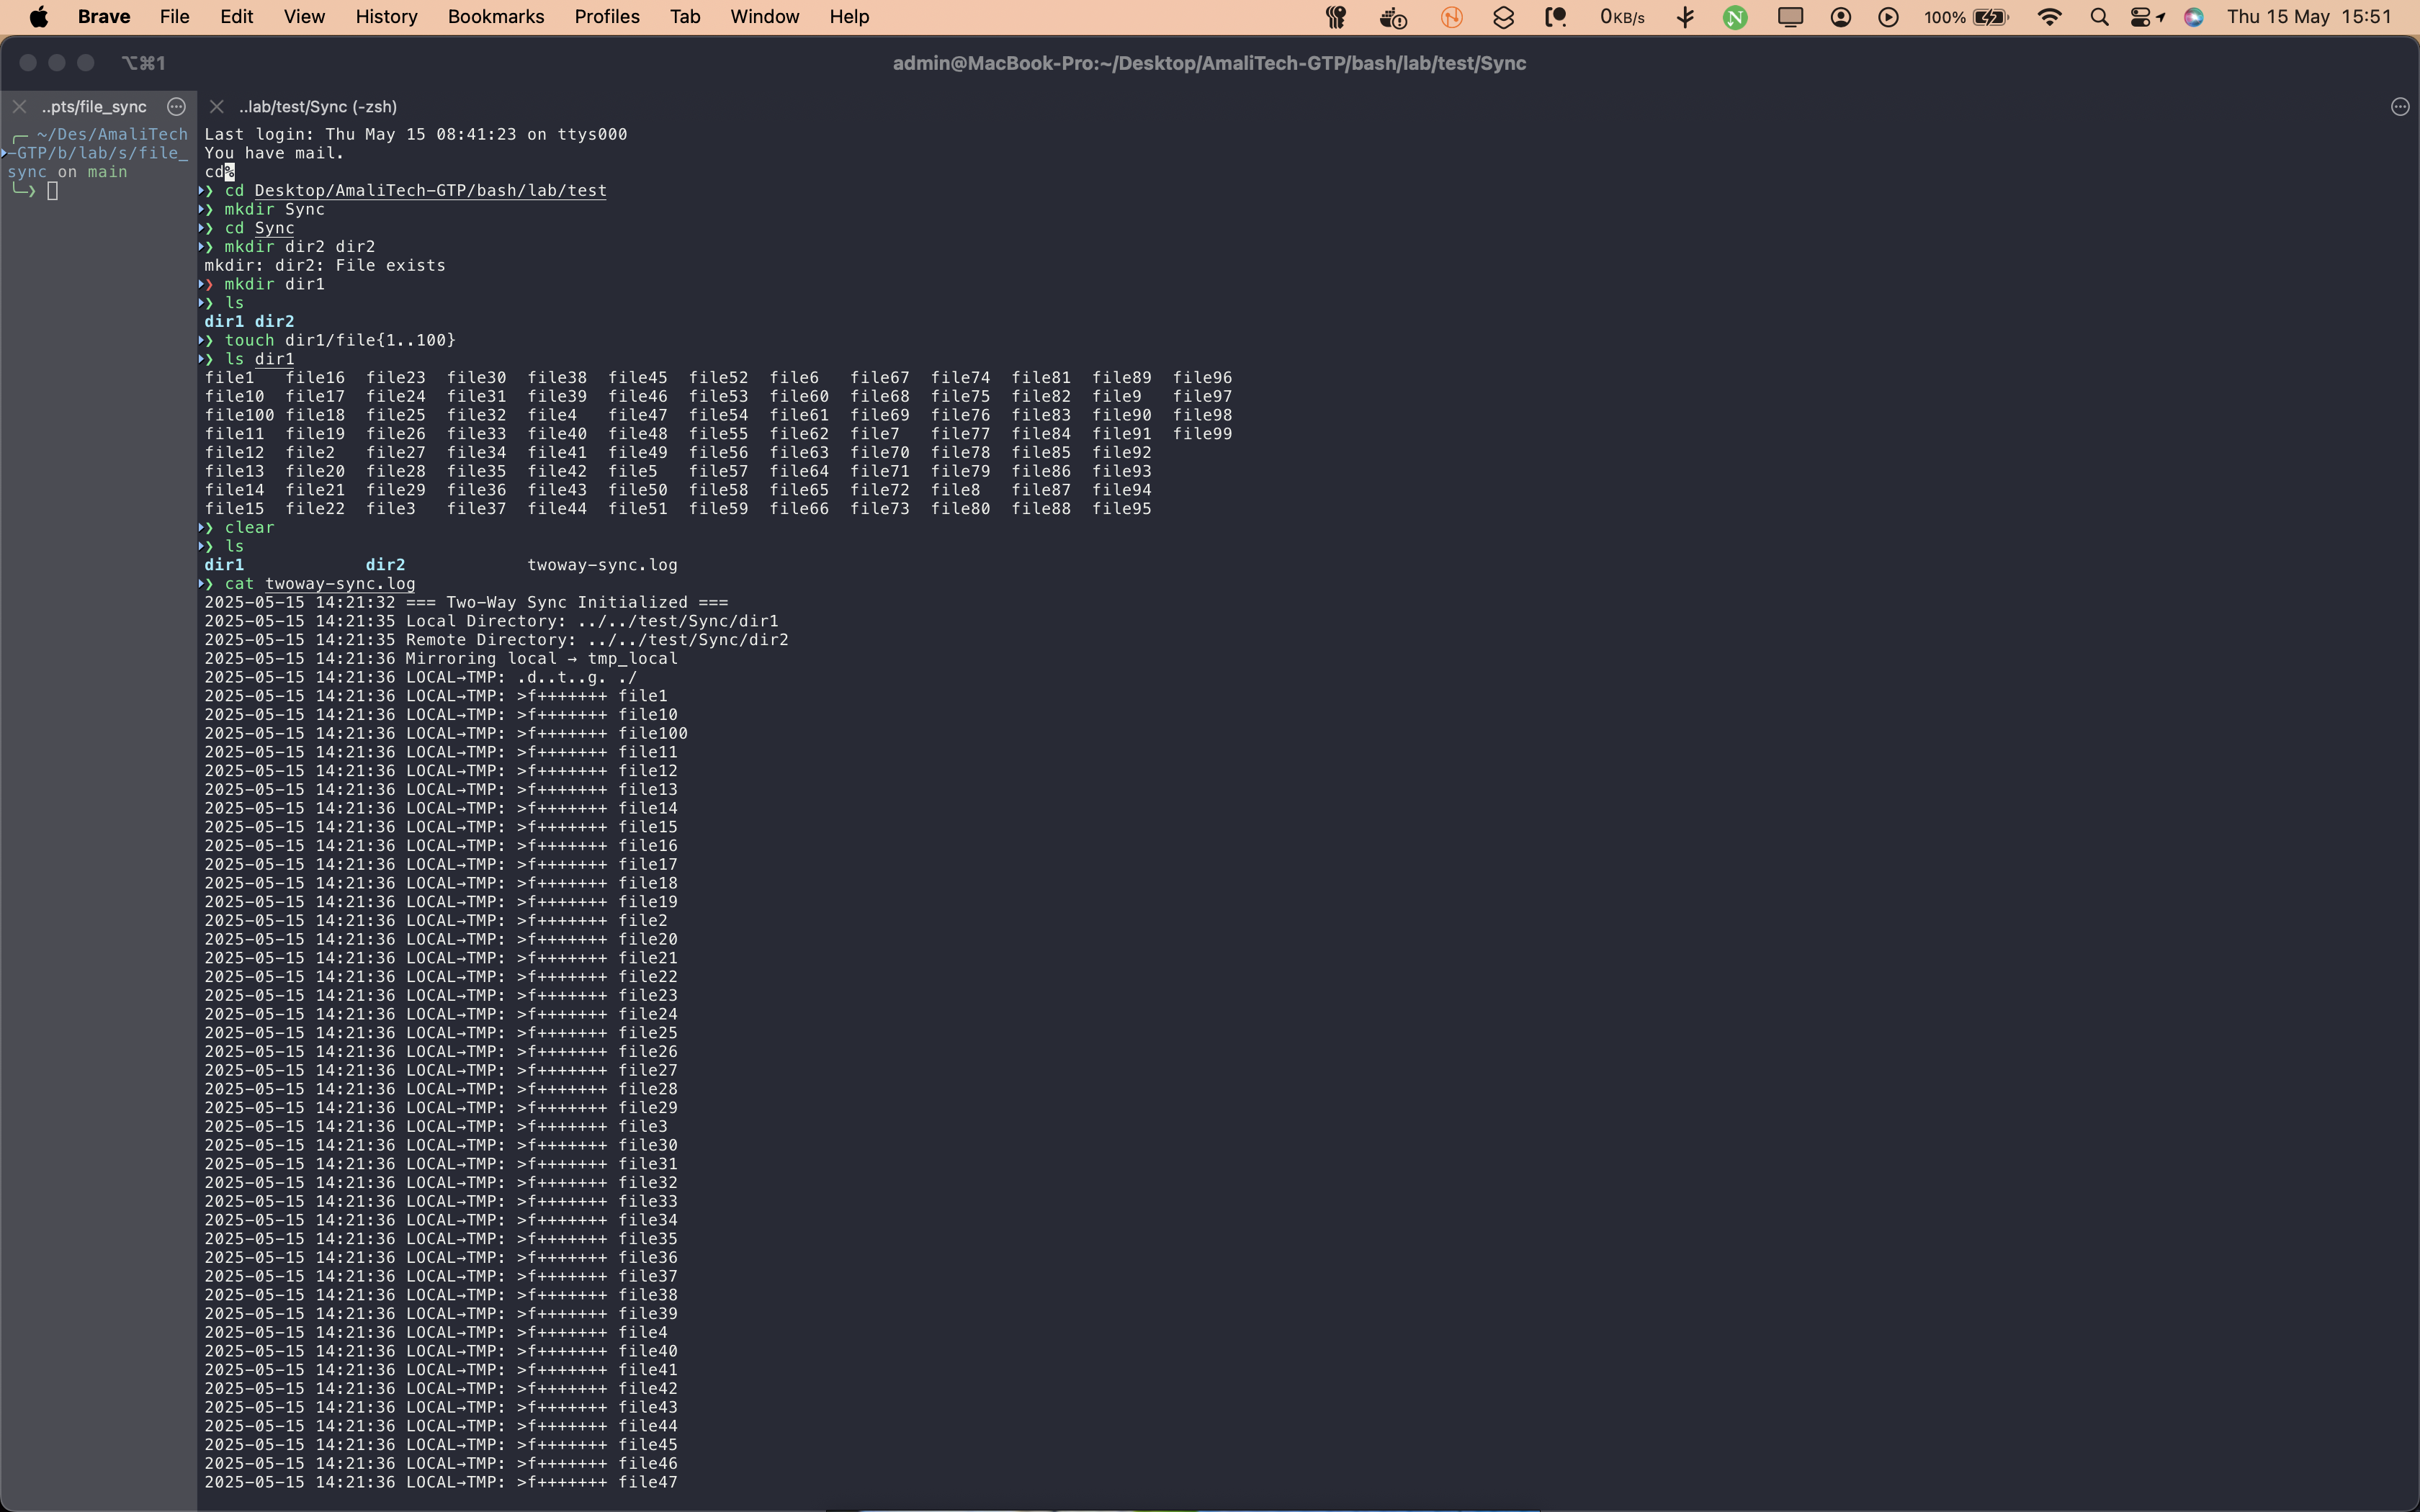 Brave File Edit View History Bookmarks Profiles Tab Window Help 0KB/s N 100% Thu 15 May 15:51
⌥⌘1 admin@MacBook-Pro:~/Desktop/AmaliTech-GTP/bash/lab/test/Sync
..pts/file_sync
~/Des/AmaliTech
-GTP/b/lab/s/file_
sync on main
❯
..lab/test/Sync (-zsh)
Last login: Thu May 15 08:41:23 on ttys000
You have mail.
cd%
❯ cd Desktop/AmaliTech-GTP/bash/lab/test
❯ mkdir Sync
❯ cd Sync
❯ mkdir dir2 dir2
mkdir: dir2: File exists
❯ mkdir dir1
❯ ls
dir1 dir2
❯ touch dir1/file{1..100}
❯ ls dir1
file1 file16 file23 file30 file38 file45 file52 file6 file67 file74 file81 file89 file96
file10 file17 file24 file31 file39 file46 file53 file60 file68 file75 file82 file9 file97
file100 file18 file25 file32 file4 file47 file54 file61 file69 file76 file83 file90 file98
file11 file19 file26 file33 file40 file48 file55 file62 file7 file77 file84 file91 file99
file12 file2 file27 file34 file41 file49 file56 file63 file70 file78 file85 file92
file13 file20 file28 file35 file42 file5 file57 file64 file71 file79 file86 file93
file14 file21 file29 file36 file43 file50 file58 file65 file72 file8 file87 file94
file15 file22 file3 file37 file44 file51 file59 file66 file73 file80 file88 file95
❯ clear
❯ ls
dir1 dir2 twoway-sync.log
❯ cat twoway-sync.log
2025-05-15 14:21:32 === Two-Way Sync Initialized ===
2025-05-15 14:21:35 Local Directory: ../../test/Sync/dir1
2025-05-15 14:21:35 Remote Directory: ../../test/Sync/dir2
2025-05-15 14:21:36 Mirroring local → tmp_local
2025-05-15 14:21:36 LOCAL→TMP: .d..t..g. ./
2025-05-15 14:21:36 LOCAL→TMP: >f+++++++ file1
2025-05-15 14:21:36 LOCAL→TMP: >f+++++++ file10
2025-05-15 14:21:36 LOCAL→TMP: >f+++++++ file100
2025-05-15 14:21:36 LOCAL→TMP: >f+++++++ file11
2025-05-15 14:21:36 LOCAL→TMP: >f+++++++ file12
2025-05-15 14:21:36 LOCAL→TMP: >f+++++++ file13
2025-05-15 14:21:36 LOCAL→TMP: >f+++++++ file14
2025-05-15 14:21:36 LOCAL→TMP: >f+++++++ file15
2025-05-15 14:21:36 LOCAL→TMP: >f+++++++ file16
2025-05-15 14:21:36 LOCAL→TMP: >f+++++++ file17
2025-05-15 14:21:36 LOCAL→TMP: >f+++++++ file18
2025-05-15 14:21:36 LOCAL→TMP: >f+++++++ file19
2025-05-15 14:21:36 LOCAL→TMP: >f+++++++ file2
2025-05-15 14:21:36 LOCAL→TMP: >f+++++++ file20
2025-05-15 14:21:36 LOCAL→TMP: >f+++++++ file21
2025-05-15 14:21:36 LOCAL→TMP: >f+++++++ file22
2025-05-15 14:21:36 LOCAL→TMP: >f+++++++ file23
2025-05-15 14:21:36 LOCAL→TMP: >f+++++++ file24
2025-05-15 14:21:36 LOCAL→TMP: >f+++++++ file25
2025-05-15 14:21:36 LOCAL→TMP: >f+++++++ file26
2025-05-15 14:21:36 LOCAL→TMP: >f+++++++ file27
2025-05-15 14:21:36 LOCAL→TMP: >f+++++++ file28
2025-05-15 14:21:36 LOCAL→TMP: >f+++++++ file29
2025-05-15 14:21:36 LOCAL→TMP: >f+++++++ file3
2025-05-15 14:21:36 LOCAL→TMP: >f+++++++ file30
2025-05-15 14:21:36 LOCAL→TMP: >f+++++++ file31
2025-05-15 14:21:36 LOCAL→TMP: >f+++++++ file32
2025-05-15 14:21:36 LOCAL→TMP: >f+++++++ file33
2025-05-15 14:21:36 LOCAL→TMP: >f+++++++ file34
2025-05-15 14:21:36 LOCAL→TMP: >f+++++++ file35
2025-05-15 14:21:36 LOCAL→TMP: >f+++++++ file36
2025-05-15 14:21:36 LOCAL→TMP: >f+++++++ file37
2025-05-15 14:21:36 LOCAL→TMP: >f+++++++ file38
2025-05-15 14:21:36 LOCAL→TMP: >f+++++++ file39
2025-05-15 14:21:36 LOCAL→TMP: >f+++++++ file4
2025-05-15 14:21:36 LOCAL→TMP: >f+++++++ file40
2025-05-15 14:21:36 LOCAL→TMP: >f+++++++ file41
2025-05-15 14:21:36 LOCAL→TMP: >f+++++++ file42
2025-05-15 14:21:36 LOCAL→TMP: >f+++++++ file43
2025-05-15 14:21:36 LOCAL→TMP: >f+++++++ file44
2025-05-15 14:21:36 LOCAL→TMP: >f+++++++ file45
2025-05-15 14:21:36 LOCAL→TMP: >f+++++++ file46
2025-05-15 14:21:36 LOCAL→TMP: >f+++++++ file47